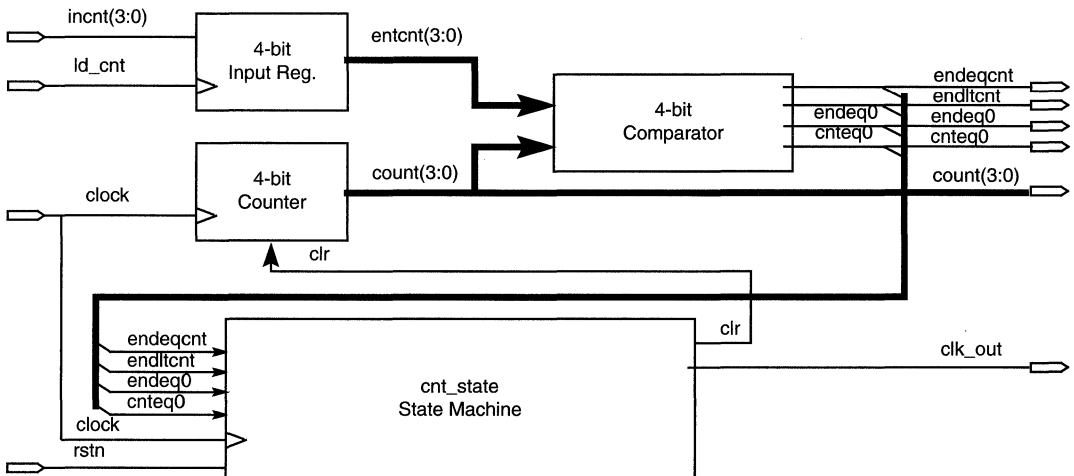 incnt(3:0)
ld_cnt
4-bit
Input Reg.
entcnt(3:0)
4-bit
Comparator
endeq0
cnteq0
endeqcnt
endltcnt
endeq0
cnteq0
clock
4-bit
Counter
count(3:0)
count(3:0)
clr
clr
endeqcnt
endltcnt
endeq0
cnteq0
clock
rstn
cnt_state
State Machine
clk_out